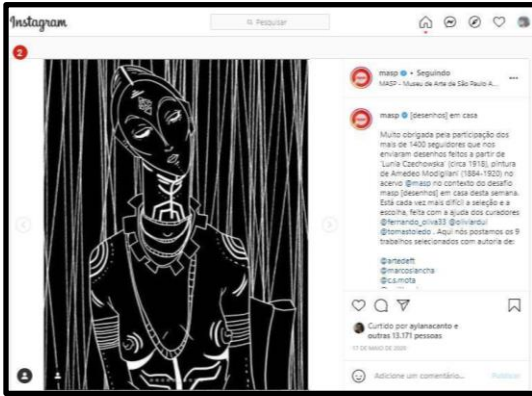 Instagram
Pesquisar
2
masp • Seguindo
MASP - Museu de Arte de São Paulo A...
masp [desenhos] em casa
Muito obrigada pela participação dos
mais de 1400 seguidores que nos
enviaram desenhos feitos a partir de
'Lunia Czechowska' (circa 1918), pintura
de Amedeo Modigliani (1884-1920) no
acervo @masp no contexto do desafio
masp [desenhos] em casa desta semana.
Está cada vez mais difícil a seleção e a
escolha, feita com a ajuda dos curadores
@fernando_oliva33 @oliviardui
@tomastoledo . Aqui nós postamos os 9
trabalhos selecionados com autoria de:
@artedeft
@marcoslancha
@c.s.mota
Curtido por aylanacanto e
outras 13.171 pessoas
17 DE MAIO DE 2020
Adicione um comentário...
Publicar